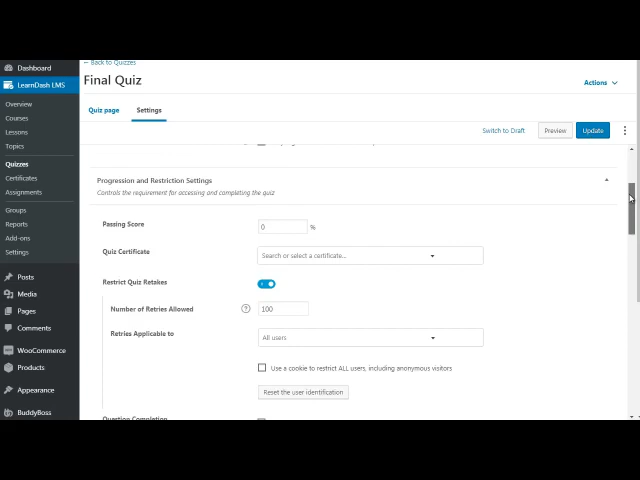 Dashboard
LearnDash LMS
Overview
Courses
Lessons
Topics
Quizzes
Certificates
Assignments
Groups
Reports
Add-ons
Settings
Posts
Media
Pages
Comments
WooCommerce
Products
Appearance
BuddyBoss
← Back to Quizzes
Final Quiz
Actions
Quiz page Settings
Switch to Draft Preview Update
Progression and Restriction Settings
Controls the requirement for accessing and completing the quiz
Passing Score 0 %
Quiz Certificate Search or select a certificate...
Restrict Quiz Retakes
Number of Retries Allowed ? 100
Retries Applicable to All users
Use a cookie to restrict ALL users, including anonymous visitors
Reset the user identification
Question Completion